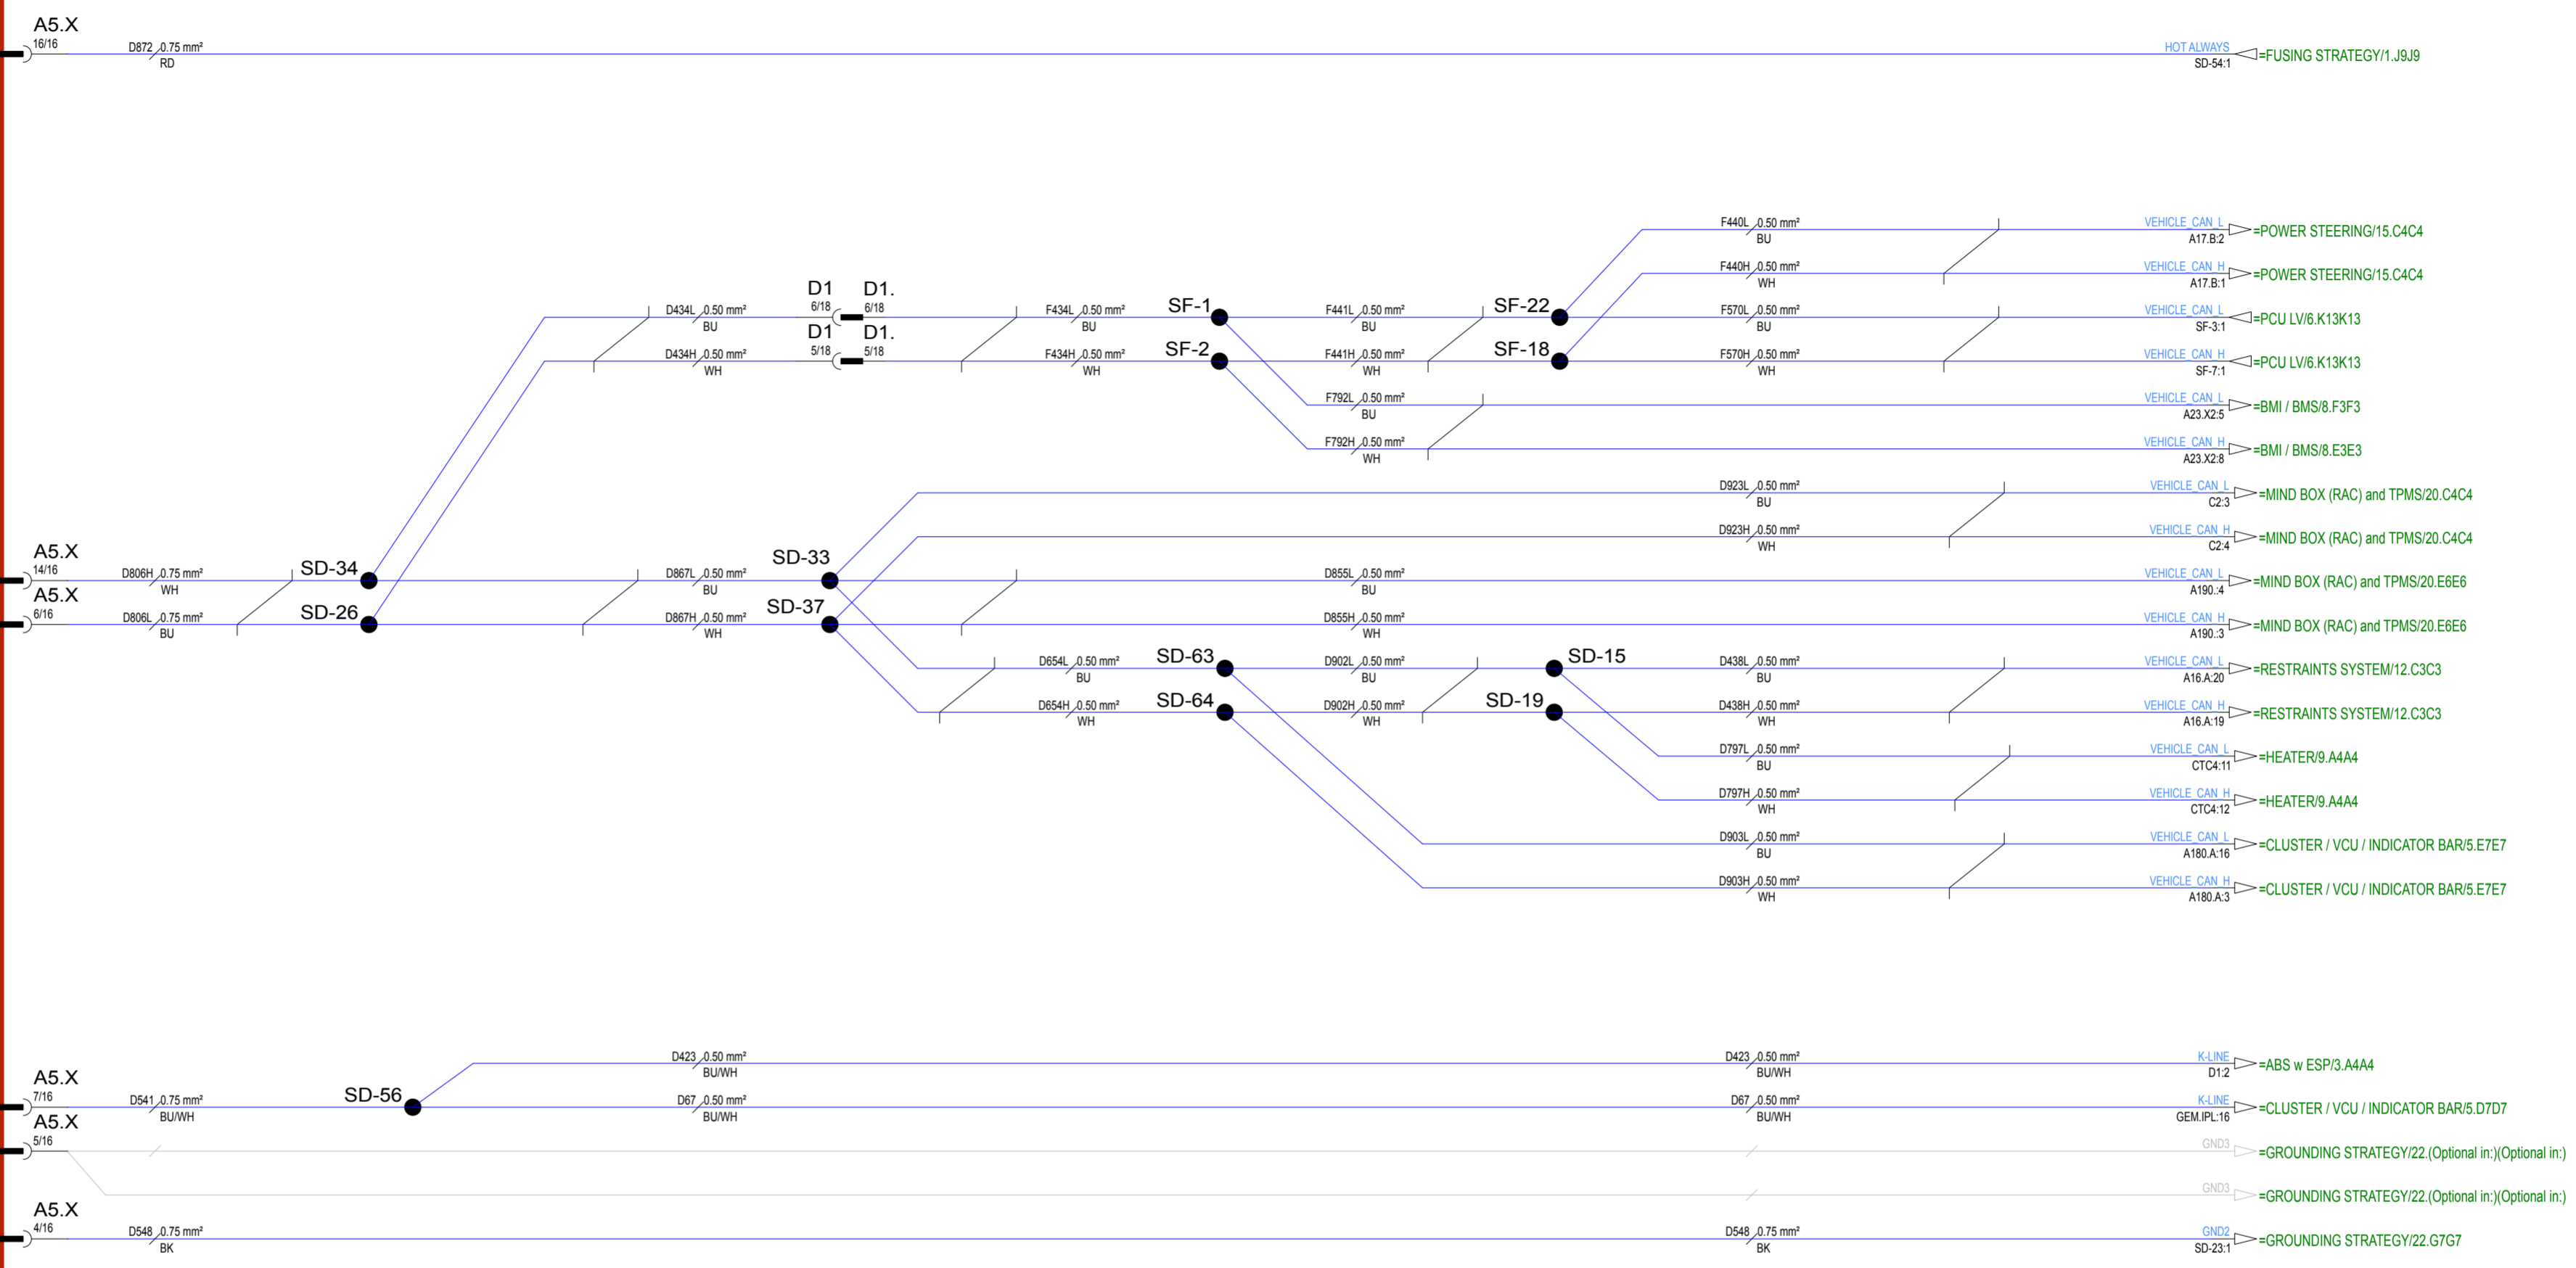 A5.X
16/16
D872 0.75 mm²
RD
HOT ALWAYS
SD-54:1
=FUSING STRATEGY/1.J9J9
F440L 0.50 mm²
BU
VEHICLE_CAN_L
A17.B:2
=POWER STEERING/15.C4C4
F440H 0.50 mm²
WH
VEHICLE_CAN_H
A17.B:1
=POWER STEERING/15.C4C4
D434L 0.50 mm²
BU
D1
6/18
D1.
6/18
F434L 0.50 mm²
BU
SF-1
F441L 0.50 mm²
BU
SF-22
F570L 0.50 mm²
BU
VEHICLE_CAN_L
SF-3:1
=PCU LV/6.K13K13
D434H 0.50 mm²
WH
D1
5/18
D1.
5/18
F434H 0.50 mm²
WH
SF-2
F441H 0.50 mm²
WH
SF-18
F570H 0.50 mm²
WH
VEHICLE_CAN_H
SF-7:1
=PCU LV/6.K13K13
F792L 0.50 mm²
BU
VEHICLE_CAN_L
A23.X2:5
=BMI / BMS/8.F3F3
F792H 0.50 mm²
WH
VEHICLE_CAN_H
A23.X2:8
=BMI / BMS/8.E3E3
D923L 0.50 mm²
BU
VEHICLE_CAN_L
C2:3
=MIND BOX (RAC) and TPMS/20.C4C4
D923H 0.50 mm²
WH
VEHICLE_CAN_H
C2:4
=MIND BOX (RAC) and TPMS/20.C4C4
A5.X
14/16
D806H 0.75 mm²
WH
SD-34
D867L 0.50 mm²
BU
SD-33
D855L 0.50 mm²
BU
VEHICLE_CAN_L
A190.:4
=MIND BOX (RAC) and TPMS/20.E6E6
A5.X
6/16
D806L 0.75 mm²
BU
SD-26
D867H 0.50 mm²
WH
SD-37
D855H 0.50 mm²
WH
VEHICLE_CAN_H
A190.:3
=MIND BOX (RAC) and TPMS/20.E6E6
D654L 0.50 mm²
BU
SD-63
D902L 0.50 mm²
BU
SD-15
D438L 0.50 mm²
BU
VEHICLE_CAN_L
A16.A:20
=RESTRAINTS SYSTEM/12.C3C3
D654H 0.50 mm²
WH
SD-64
D902H 0.50 mm²
WH
SD-19
D438H 0.50 mm²
WH
VEHICLE_CAN_H
A16.A:19
=RESTRAINTS SYSTEM/12.C3C3
D797L 0.50 mm²
BU
VEHICLE_CAN_L
CTC4:11
=HEATER/9.A4A4
D797H 0.50 mm²
WH
VEHICLE_CAN_H
CTC4:12
=HEATER/9.A4A4
D903L 0.50 mm²
BU
VEHICLE_CAN_L
A180.A:16
=CLUSTER / VCU / INDICATOR BAR/5.E7E7
D903H 0.50 mm²
WH
VEHICLE_CAN_H
A180.A:3
=CLUSTER / VCU / INDICATOR BAR/5.E7E7
D423 0.50 mm²
BU/WH
D423 0.50 mm²
BU/WH
K-LINE
D1:2
=ABS w ESP/3.A4A4
A5.X
7/16
D541 0.75 mm²
BU/WH
SD-56
D67 0.50 mm²
BU/WH
D67 0.50 mm²
BU/WH
K-LINE
GEM.IPL:16
=CLUSTER / VCU / INDICATOR BAR/5.D7D7
A5.X
5/16
GND3
=GROUNDING STRATEGY/22.(Optional in:)(Optional in:)
GND3
=GROUNDING STRATEGY/22.(Optional in:)(Optional in:)
A5.X
4/16
D548 0.75 mm²
BK
D548 0.75 mm²
BK
GND2
SD-23:1
=GROUNDING STRATEGY/22.G7G7